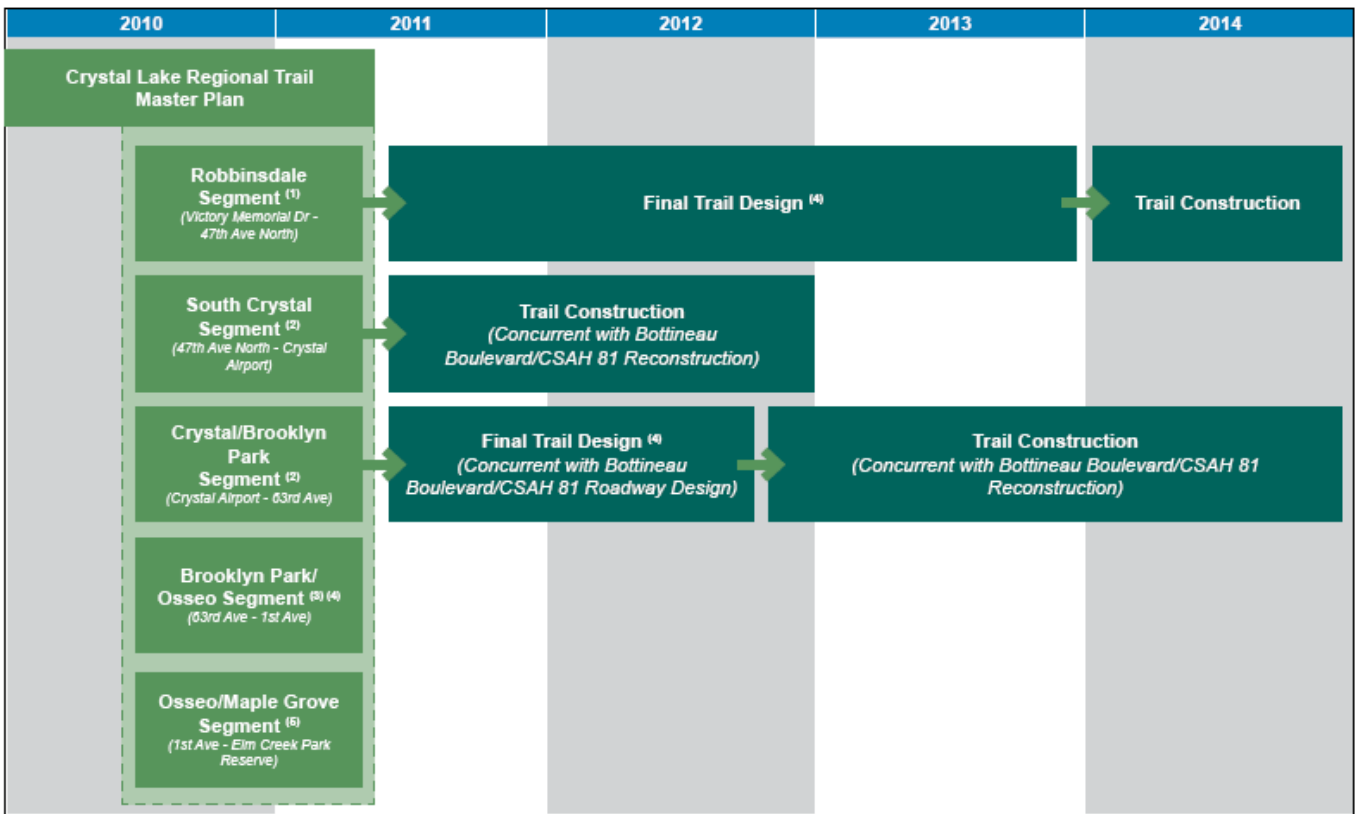 2010 2011 2012 2013 2014
Crystal Lake Regional Trail
Master Plan
Robbinsdale
Segment (1)
(Victory Memorial Dr -
47th Ave North)
Final Trail Design (4)
Trail Construction
South Crystal
Segment (2)
(47th Ave North - Crystal
Airport)
Trail Construction
(Concurrent with Bottineau
Boulevard/CSAH 81 Reconstruction)
Crystal/Brooklyn
Park
Segment (2)
(Crystal Airport - 63rd Ave)
Final Trail Design (4)
(Concurrent with Bottineau
Boulevard/CSAH 81 Roadway Design)
Trail Construction
(Concurrent with Bottineau Boulevard/CSAH 81
Reconstruction)
Brooklyn Park/
Osseo Segment (3) (4)
(63rd Ave - 1st Ave)
Osseo/Maple Grove
Segment (5)
(1st Ave - Elm Creek Park
Reserve)